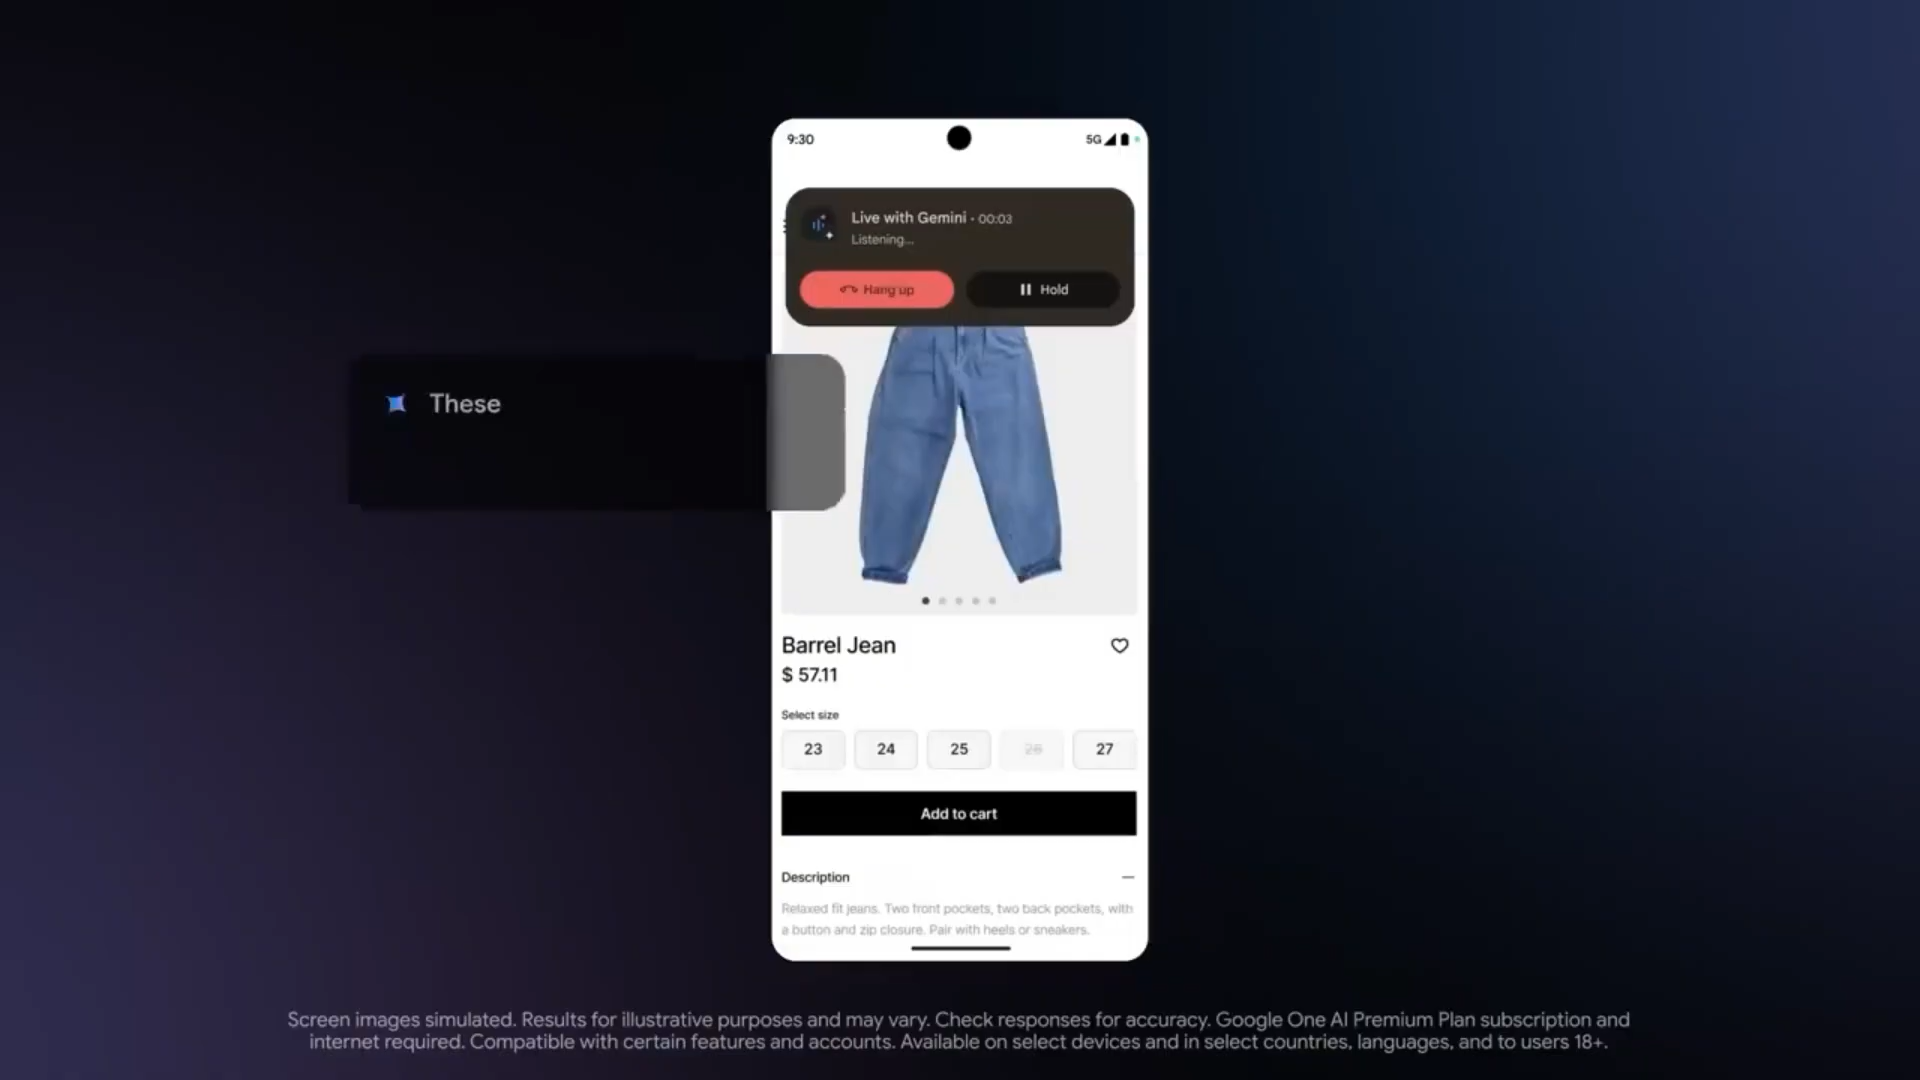 9:30
5G
Live with Gemini • 00:03
Listening...
Hang up
Hold
These
Barrel Jean
$ 57.11
Select size
23
24
25
26
27
Add to cart
Description
Relaxed fit jeans. Two front pockets, two back pockets, with
a button and zip closure. Pair with heels or sneakers.
Screen images simulated. Results for illustrative purposes and may vary. Check responses for accuracy. Google One AI Premium Plan subscription and
internet required. Compatible with certain features and accounts. Available on select devices and in select countries, languages, and to users 18+.